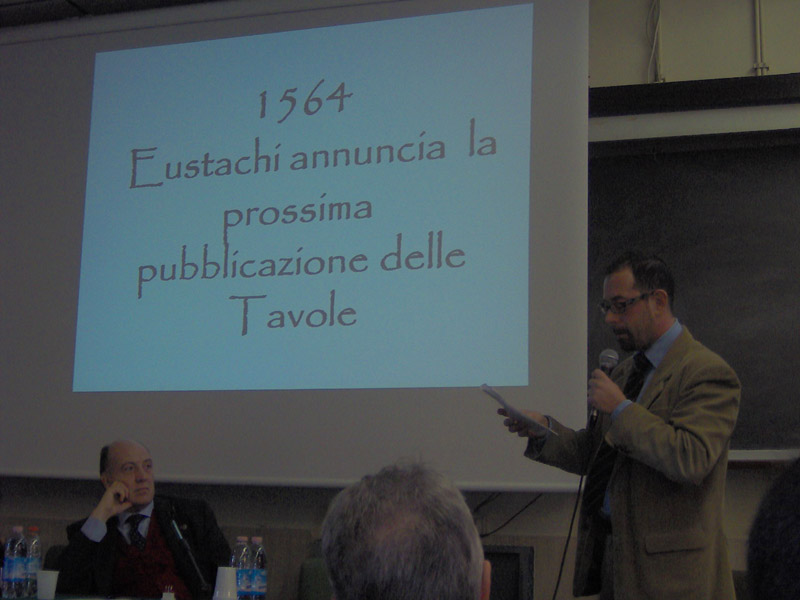 1564
Eustachi annuncia la
prossima
pubblicazione delle
Tavole